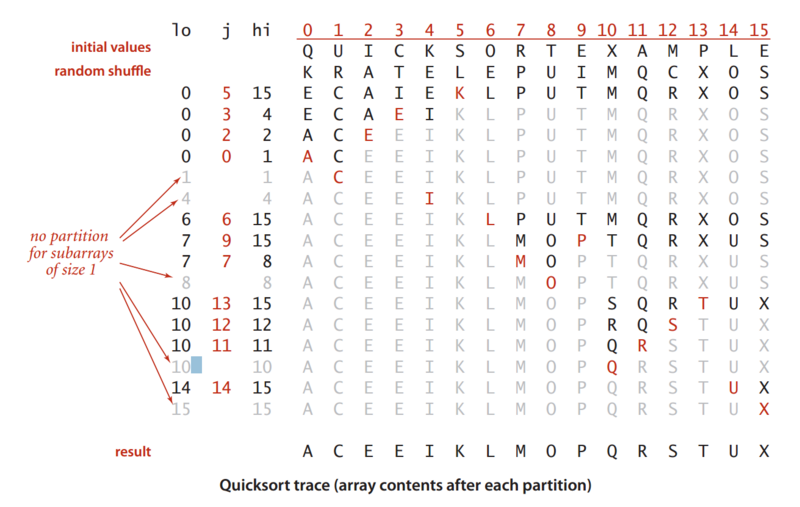 lo j hi 0 1 2 3 4 5 6 7 8 9 10 11 12 13 14 15
initial values Q U I C K S O R T E X A M P L E
random shuffle K R A T E L E P U I M Q C X O S
0 5 15 E C A I E K L P U T M Q R X O S
0 3 4 E C A E I K L P U T M Q R X O S
0 2 2 A C E E I K L P U T M Q R X O S
0 0 1 A C E E I K L P U T M Q R X O S
1 1 A C E E I K L P U T M Q R X O S
4 4 A C E E I K L P U T M Q R X O S
6 6 15 A C E E I K L P U T M Q R X O S
7 9 15 A C E E I K L M O P T Q R X U S
7 7 8 A C E E I K L M O P T Q R X U S
8 8 A C E E I K L M O P T Q R X U S
10 13 15 A C E E I K L M O P S Q R T U X
10 12 12 A C E E I K L M O P R Q S T U X
10 11 11 A C E E I K L M O P Q R S T U X
10 10 A C E E I K L M O P Q R S T U X
14 14 15 A C E E I K L M O P Q R S T U X
15 15 A C E E I K L M O P Q R S T U X
no partition
for subarrays
of size 1
result A C E E I K L M O P Q R S T U X
Quicksort trace (array contents after each partition)